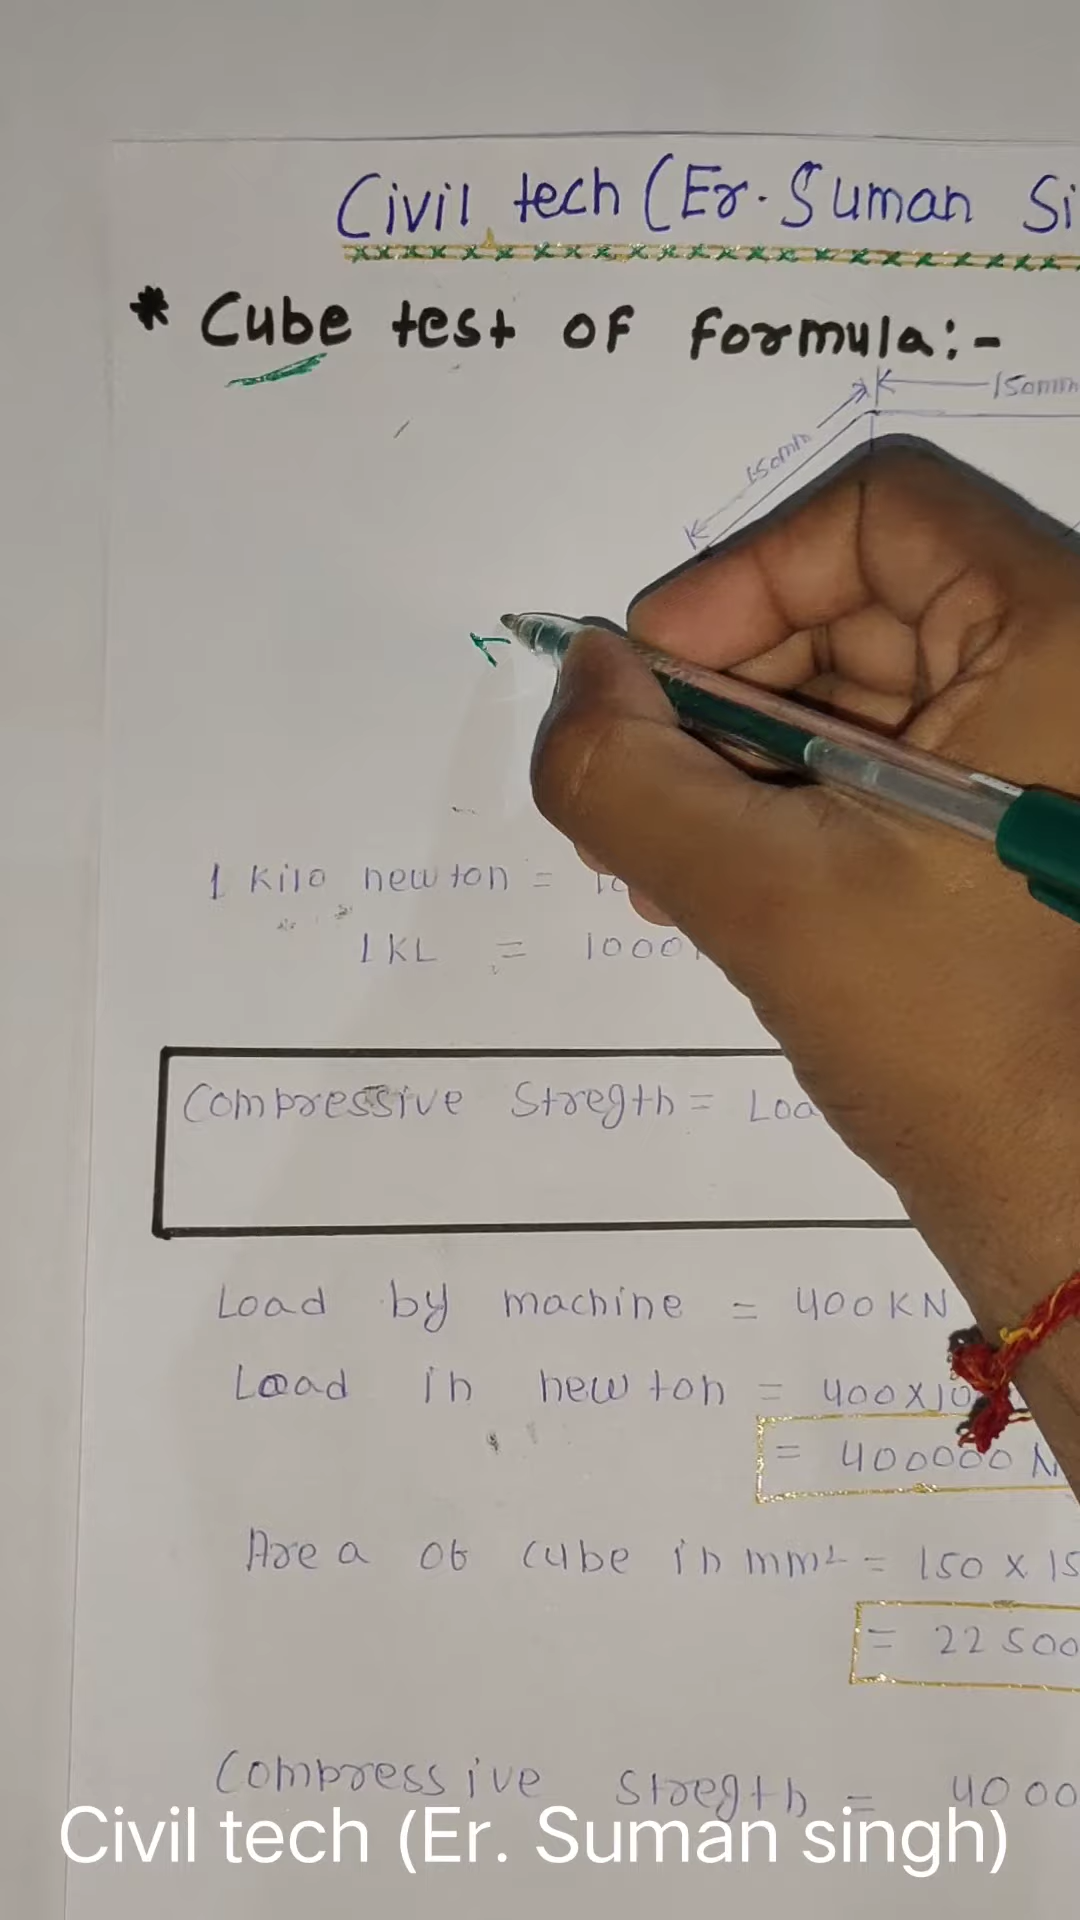 Civil tech (Er. Suman Si
* Cube test of formula:-
150mm
150mm
1 Kilo newton = 10
1KL = 1000
Compressive Stregth = Loa
Load by machine = 400KN
Load in newton = 400X10
= 400000 N
Area of cube in mm² = 150 x 15
= 22500
Compressive Stregth = 4000
Civil tech (Er. Suman singh)